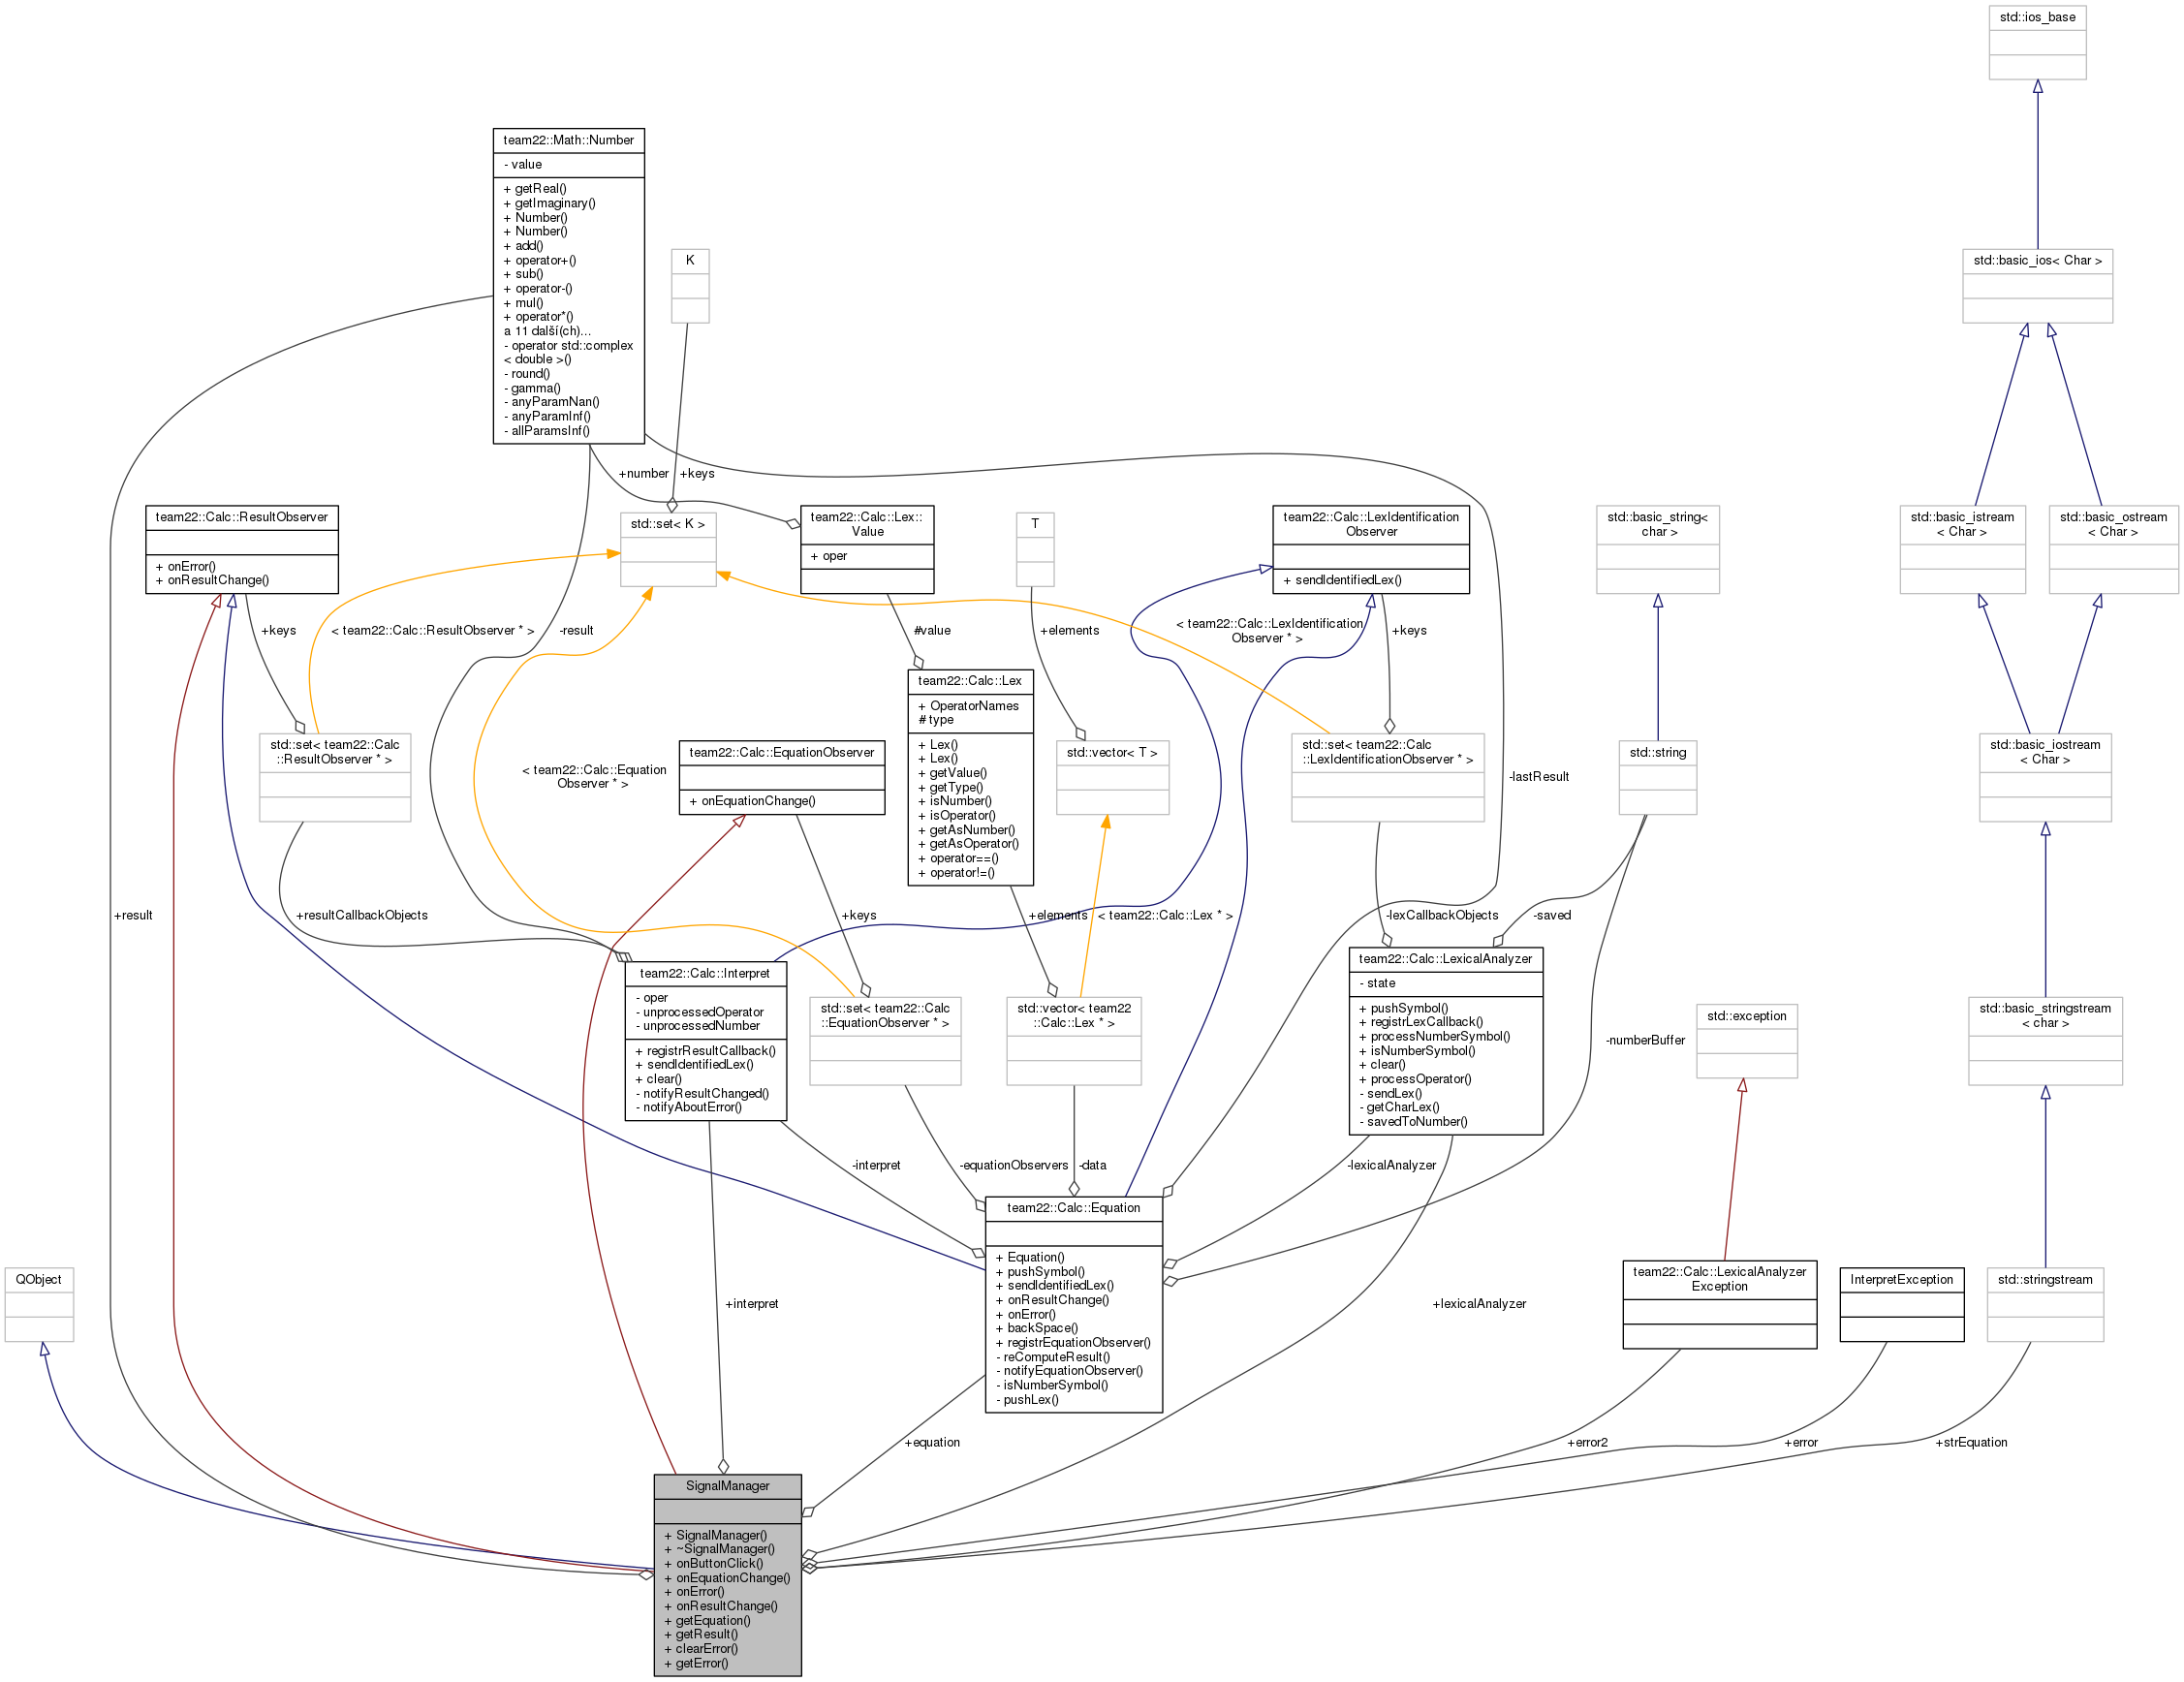 std::ios_base
team22::Math::Number
- value
+ getReal()
+ getImaginary()
+ Number()
+ Number()
+ add()
+ operator+()
+ sub()
+ operator-()
+ mul()
+ operator*()
a 11 další(ch)...
- operator std::complex
< double >()
- round()
- gamma()
- anyParamNan()
- anyParamInf()
- allParamsInf()
K
std::basic_ios< Char >
+number
+keys
team22::Calc::ResultObserver
+ onError()
+ onResultChange()
std::set< K >
team22::Calc::Lex::
Value
+ oper
T
team22::Calc::LexIdentification
Observer
+ sendIdentifiedLex()
std::basic_string<
char >
std::basic_istream
< Char >
std::basic_ostream
< Char >
+keys
< team22::Calc::ResultObserver * >
-result
#value
+elements
< team22::Calc::LexIdentification
Observer * >
+keys
std::set< team22::Calc
::ResultObserver * >
< team22::Calc::Equation
Observer * >
team22::Calc::EquationObserver
+ onEquationChange()
team22::Calc::Lex
+ OperatorNames
# type
+ Lex()
+ Lex()
+ getValue()
+ getType()
+ isNumber()
+ isOperator()
+ getAsNumber()
+ getAsOperator()
+ operator==()
+ operator!=()
std::vector< T >
std::set< team22::Calc
::LexIdentificationObserver * >
-lastResult
std::string
std::basic_iostream
< Char >
+result
+resultCallbackObjects
+keys
+elements
< team22::Calc::Lex * >
-lexCallbackObjects
-saved
team22::Calc::Interpret
- oper
- unprocessedOperator
- unprocessedNumber
+ registrResultCallback()
+ sendIdentifiedLex()
+ clear()
- notifyResultChanged()
- notifyAboutError()
std::set< team22::Calc
::EquationObserver * >
std::vector< team22
::Calc::Lex * >
team22::Calc::LexicalAnalyzer
- state
+ pushSymbol()
+ registrLexCallback()
+ processNumberSymbol()
+ isNumberSymbol()
+ clear()
+ processOperator()
- sendLex()
- getCharLex()
- savedToNumber()
-numberBuffer
std::exception
std::basic_stringstream
< char >
-interpret
-equationObservers
-data
-lexicalAnalyzer
team22::Calc::Equation
+ Equation()
+ pushSymbol()
+ sendIdentifiedLex()
+ onResultChange()
+ onError()
+ backSpace()
+ registrEquationObserver()
- reComputeResult()
- notifyEquationObserver()
- isNumberSymbol()
- pushLex()
QObject
+interpret
+lexicalAnalyzer
team22::Calc::LexicalAnalyzer
Exception
InterpretException
std::stringstream
+equation
+error2
+error
+strEquation
SignalManager
+ SignalManager()
+ ~SignalManager()
+ onButtonClick()
+ onEquationChange()
+ onError()
+ onResultChange()
+ getEquation()
+ getResult()
+ clearError()
+ getError()